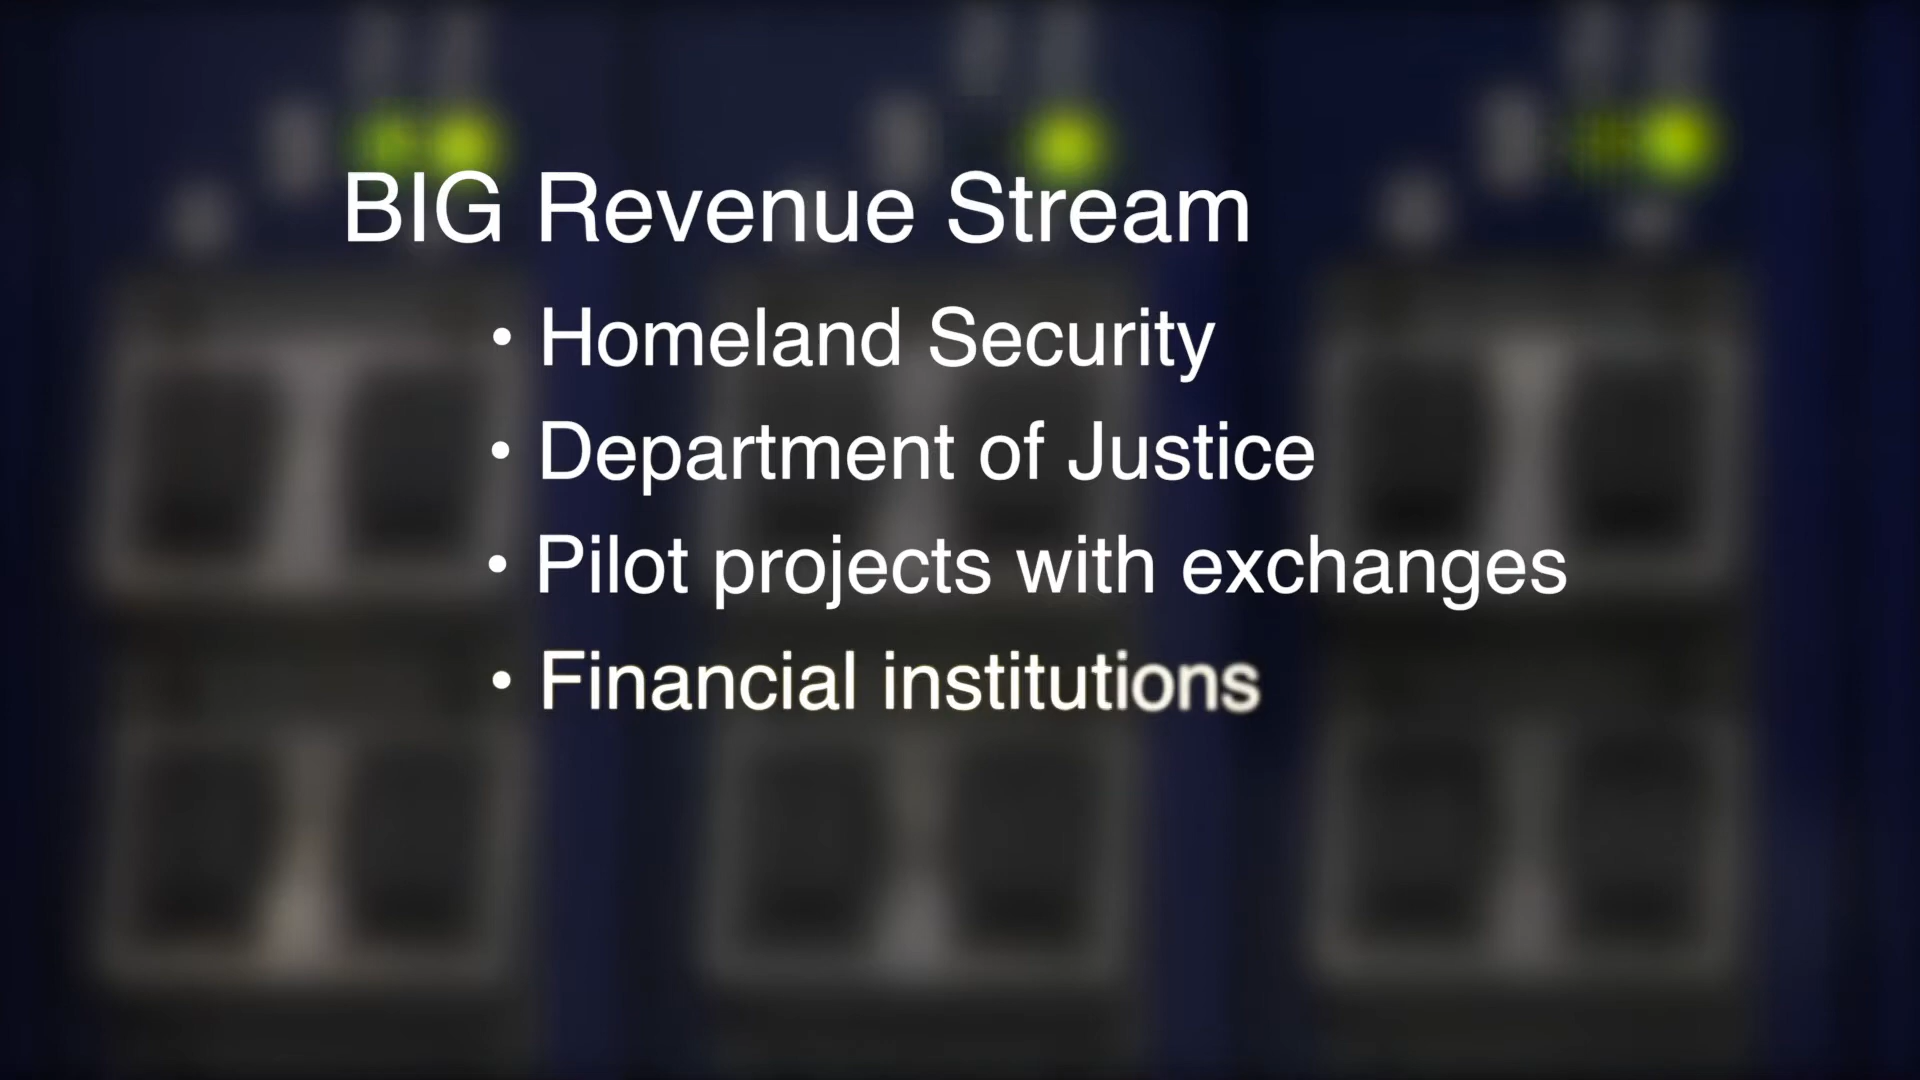 BIG Revenue Stream
• Homeland Security
• Department of Justice
• Pilot projects with exchanges
• Financial institutions